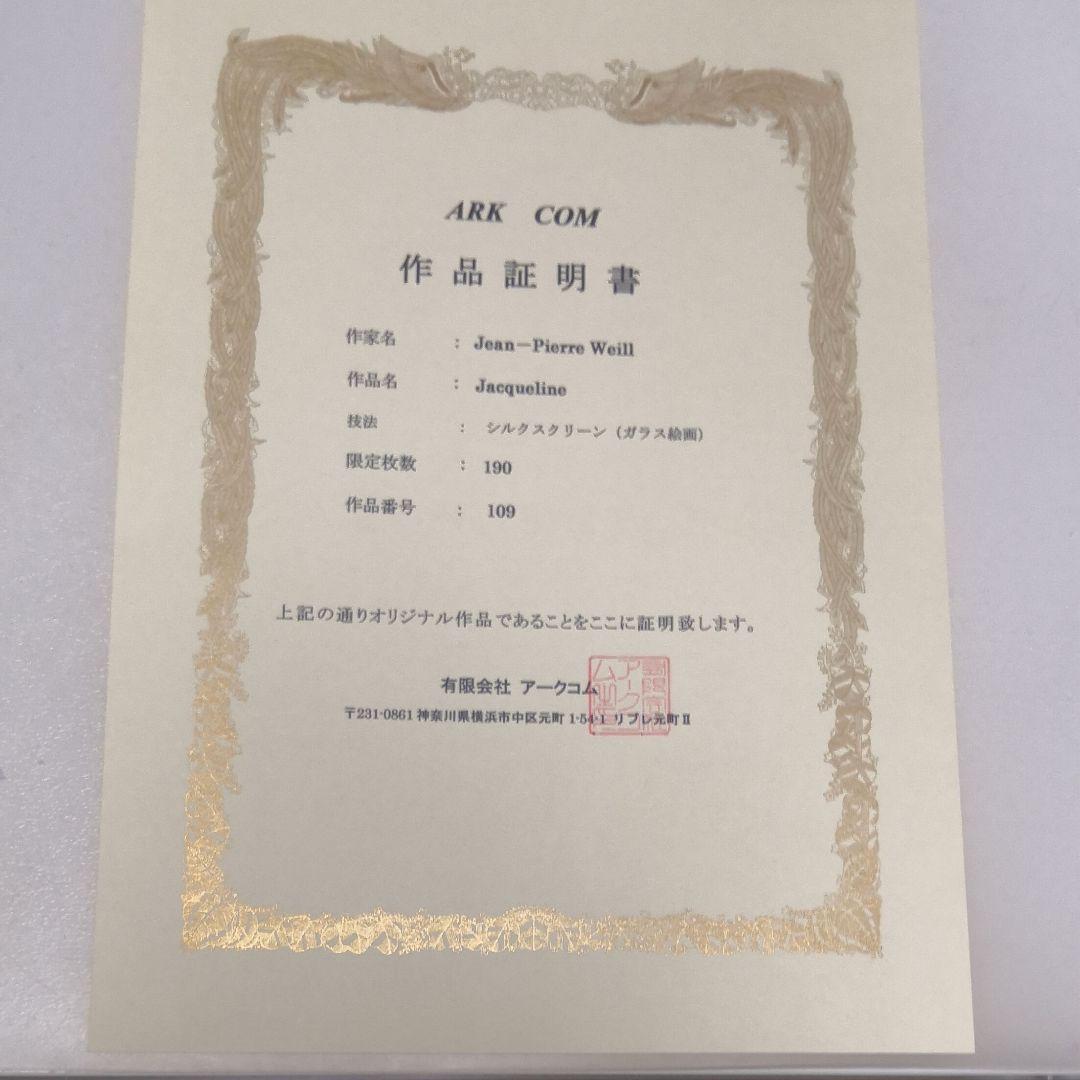 ARK COM
作品証明書
作家名 : Jean－Pierre Weill
作品名 : Jacqueline
技法 : シルクスクリーン（ガラス絵画）
限定枚数 : 190
作品番号 : 109
上記の通りオリジナル作品であることをここに証明致します。
有限会社 アークコム
〒231-0861 神奈川県横浜市中区元町 1-54-1 リブレ元町Ⅱ